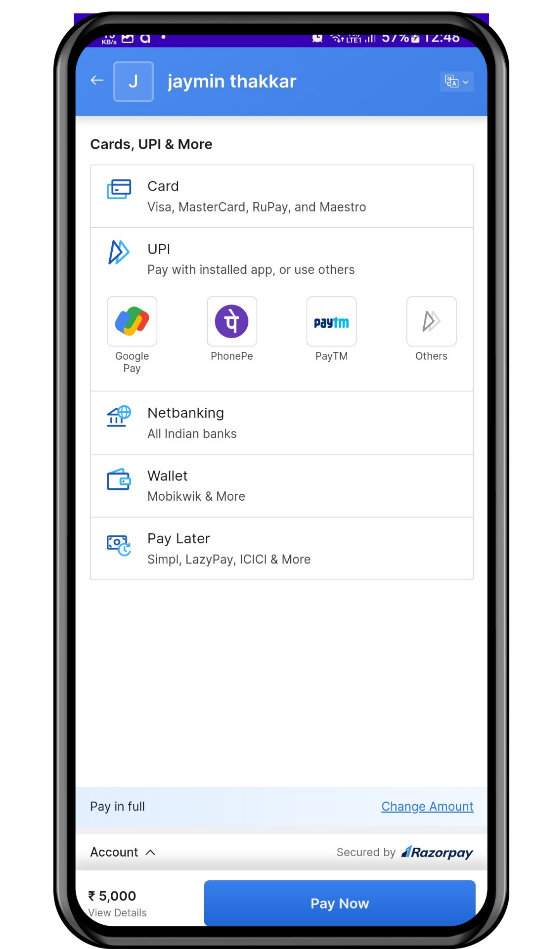 KB/s 57% 12:48
J jaymin thakkar
Cards, UPI & More
Card
Visa, MasterCard, RuPay, and Maestro
UPI
Pay with installed app, or use others
पे paytm
Google PhonePe PayTM Others
Pay
Netbanking
All Indian banks
Wallet
Mobikwik & More
Pay Later
Simpl, LazyPay, ICICI & More
Pay in full Change Amount
Account Secured by Razorpay
₹ 5,000 Pay Now
View Details